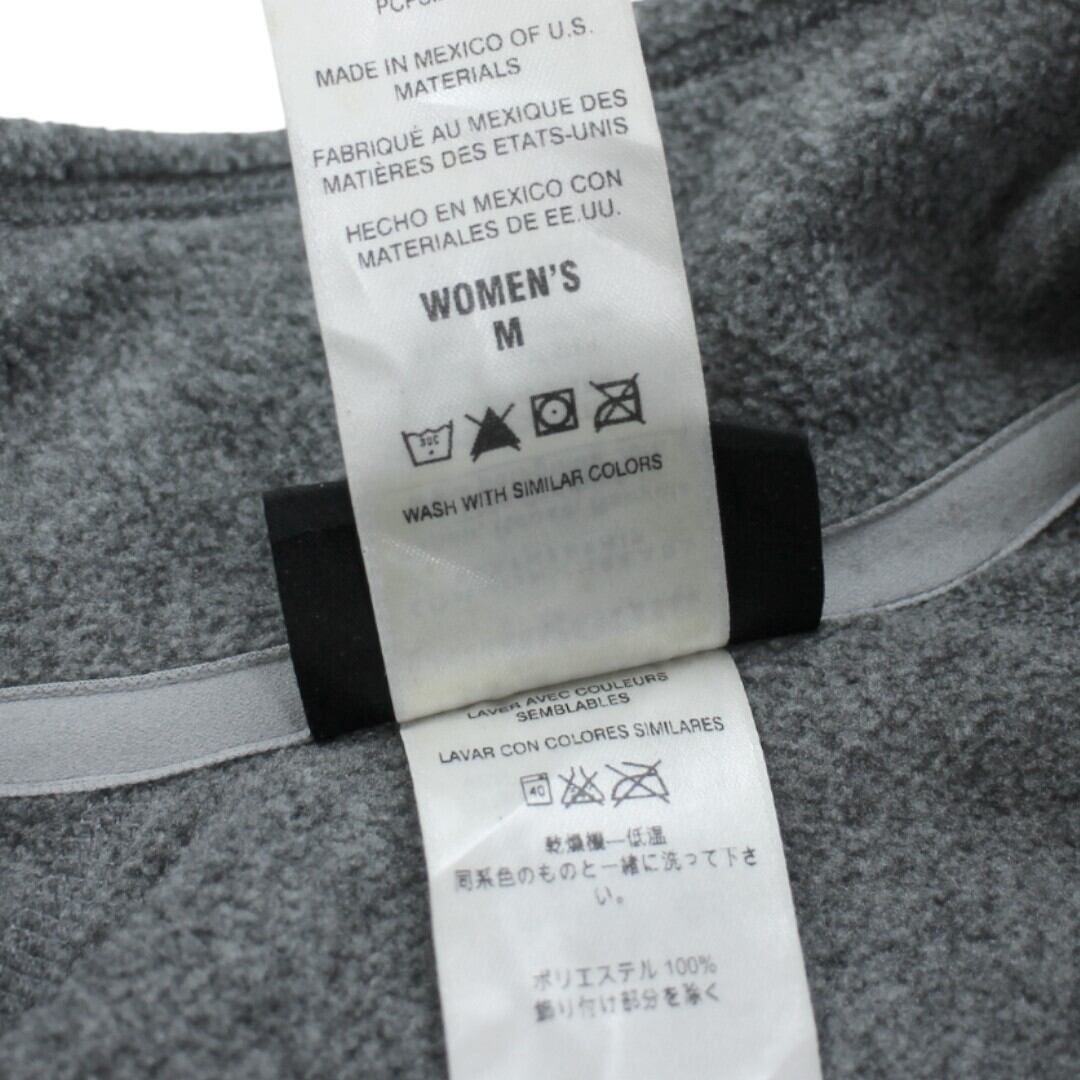 MADE IN MEXICO OF U.S.
MATERIALS
FABRIQUÉ AU MEXIQUE DES
MATIÈRES DES ETATS-UNIS
HECHO EN MEXICO CON
MATERIALES DE EE.UU.
WOMEN'S
M
30C
WASH WITH SIMILAR COLORS
LAVER AVEC COULEURS
SEMBLABLES
LAVAR CON COLORES SIMILARES
40
乾燥機―低温
同系色のものと一緒に洗って下さ
い。
ポリエステル 100%
飾り付け部分を除く